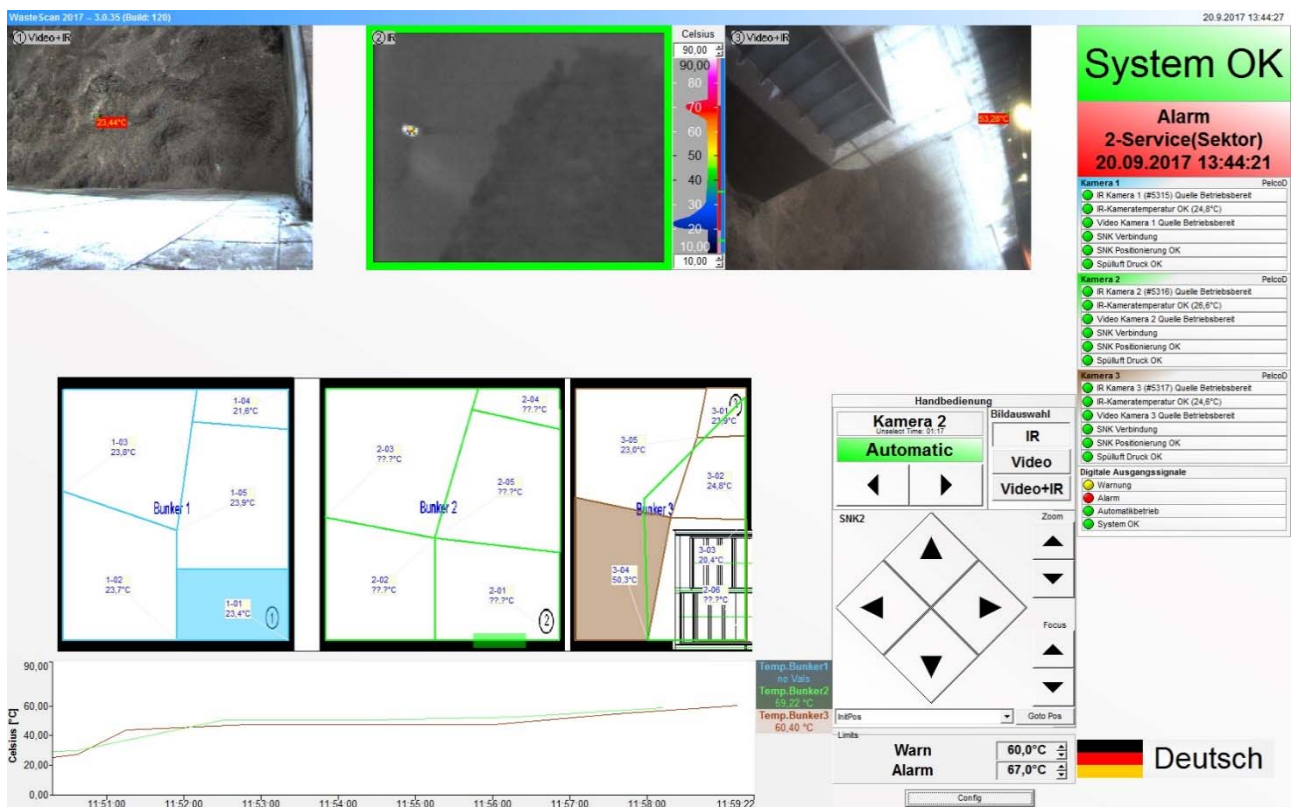 WasteScan 2017 -- 3.0.35 (Build: 120)
20.9.2017 13:44:27
① Video+IR
23,44°C
② IR
Celsius
90,00
90,00
80
70
60
50
40
30
20
10,00
10,00
③ Video+IR
53,28°C
System OK
Alarm
2-Service(Sektor)
20.09.2017 13:44:21
Kamera 1 PelcoD
IR Kamera 1 (#5315) Quelle Betriebsbereit
IR-Kameratemperatur OK (24,8°C)
Video Kamera 1 Quelle Betriebsbereit
SNK Verbindung
SNK Positionierung OK
Spülluft Druck OK
Kamera 2 PelcoD
IR Kamera 2 (#5316) Quelle Betriebsbereit
IR-Kameratemperatur OK (26,6°C)
Video Kamera 2 Quelle Betriebsbereit
SNK Verbindung
SNK Positionierung OK
Spülluft Druck OK
Kamera 3 PelcoD
IR Kamera 3 (#5317) Quelle Betriebsbereit
IR-Kameratemperatur OK (24,6°C)
Video Kamera 3 Quelle Betriebsbereit
SNK Verbindung
SNK Positionierung OK
Spülluft Druck OK
Digitale Ausgangssignale
Warnung
Alarm
Automatikbetrieb
System OK
1-04
21,6°C
1-03
23,8°C
1-05
23,9°C
Bunker 1
1-02
23,7°C
1-01
23,4°C
①
2-04
??,?°C
2-03
??,?°C
2-05
??,?°C
Bunker 2
2-02
??,?°C
2-01
??,?°C
②
③
3-01
23,9°C
3-05
23,0°C
3-02
24,8°C
Bunker 3
3-03
20,4°C
3-04
50,3°C
2-06
??,?°C
Handbedienung
Kamera 2
Unselect Time: 01:17
Automatic
Bildauswahl
IR
Video
Video+IR
SNK2
Zoom
Focus
InitPos
Goto Pos
Limits
Warn 60,0°C
Alarm 67,0°C
Config
Deutsch
Celsius [°C]
90,00
60,00
40,00
20,00
0,00
11:51:00 11:52:00 11:53:00 11:54:00 11:55:00 11:56:00 11:57:00 11:58:00 11:59:22
Temp.Bunker1
no Vals
Temp.Bunker2
59,22 °C
Temp.Bunker3
60,40 °C